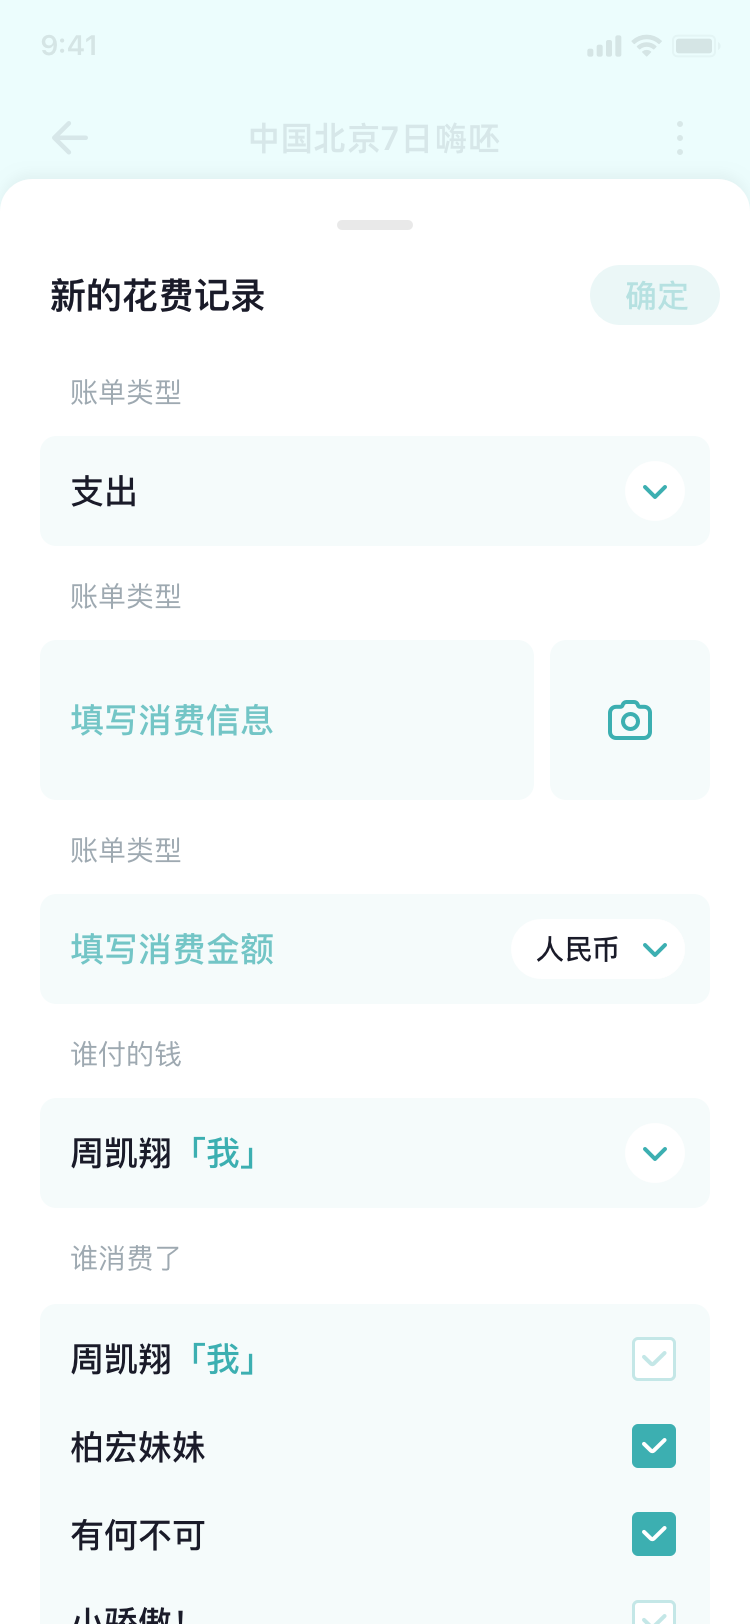 9:41
中国北京7日嗨呸
新的花费记录
确定
账单类型
支出
账单类型
填写消费信息
账单类型
填写消费金额
人民币
谁付的钱
周凯翔「我」
谁消费了
周凯翔「我」
柏宏妹妹
有何不可
小骄傲!